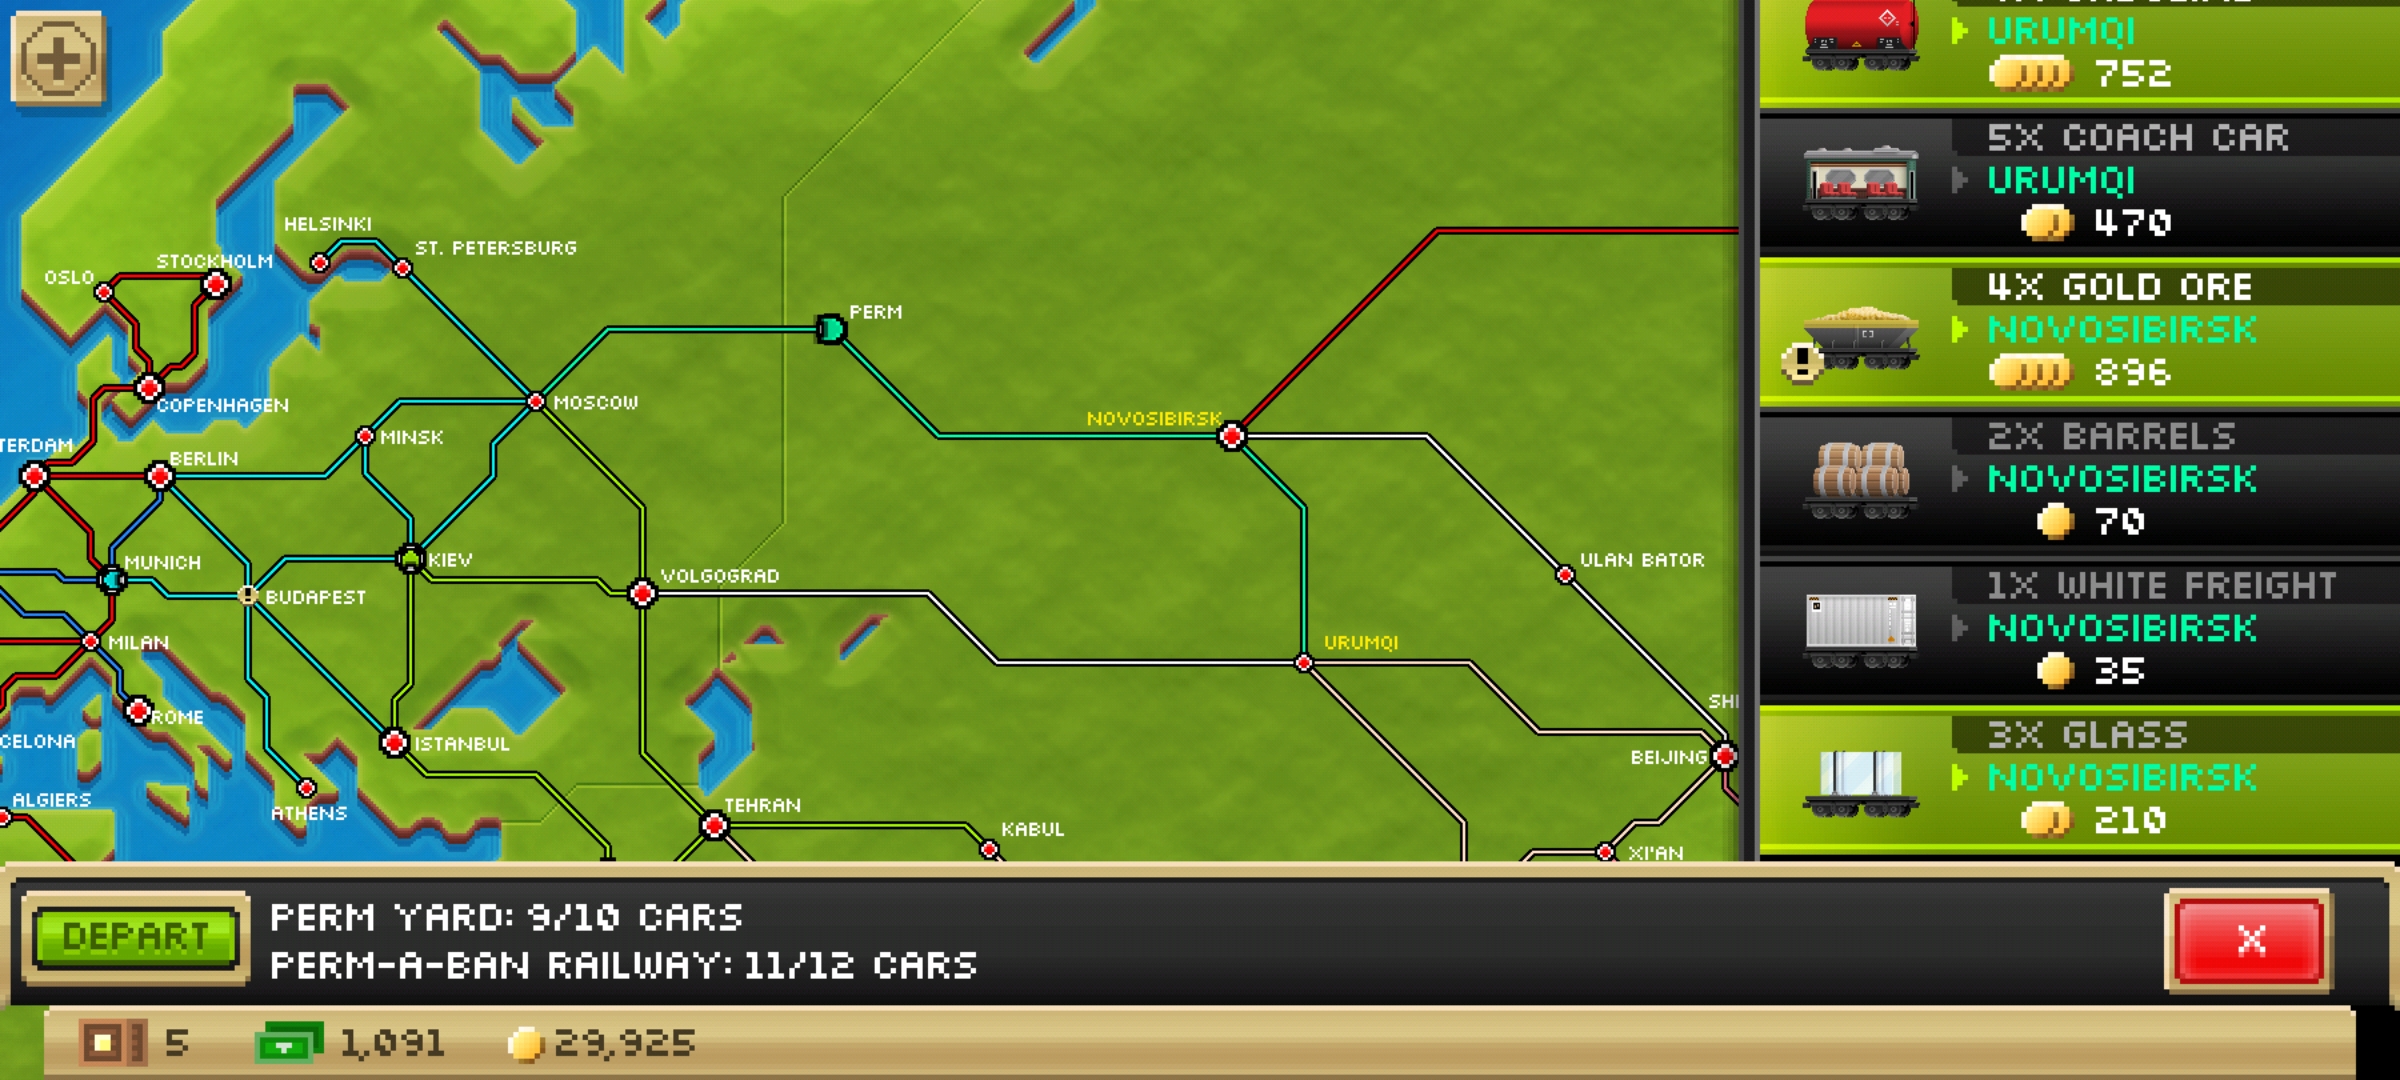 HELSINKI
ST. PETERSBURG
STOCKHOLM
OSLO
PERM
COPENHAGEN
MOSCOW
NOVOSIBIRSK
MINSK
TERDAM
BERLIN
MUNICH
KIEV
ULAN BATOR
VOLGOGRAD
BUDAPEST
MILAN
URUMQI
SH
ROME
CELONA
ISTANBUL
BEIJING
ALGIERS
ATHENS
TEHRAN
KABUL
XI'AN
URUMQI
752
5X COACH CAR
URUMQI
470
4X GOLD ORE
NOVOSIBIRSK
896
2X BARRELS
NOVOSIBIRSK
70
1X WHITE FREIGHT
NOVOSIBIRSK
35
3X GLASS
NOVOSIBIRSK
210
DEPART
PERM YARD: 9/10 CARS
PERM-A-BAN RAILWAY: 11/12 CARS
X
5
1,091
29,925